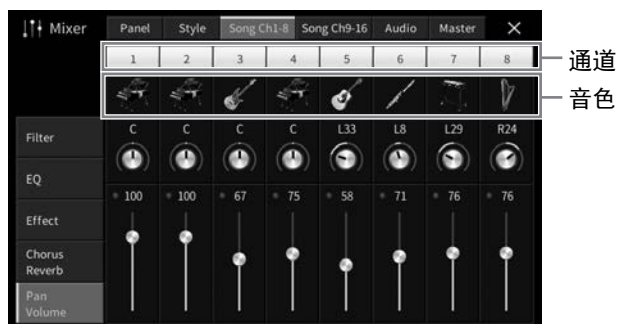 Mixer Panel Style Song Ch1-8 Song Ch9-16 Audio Master ×
1 2 3 4 5 6 7 8 通道
音色
Filter C C C C L33 L8 L29 R24
EQ
100 100 67 75 58 71 76 76
Effect
Chorus
Reverb
Pan
Volume